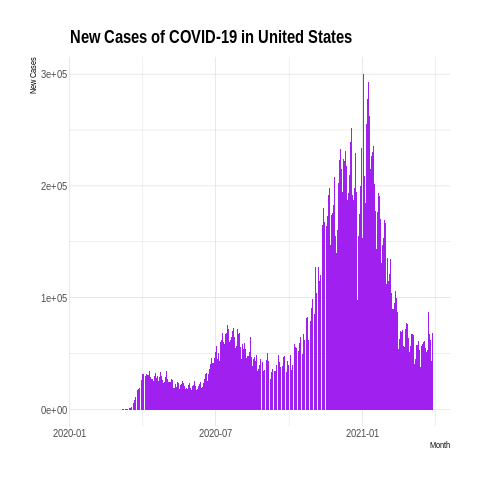 New Cases of COVID-19 in United States
New Cases
3e+05
2e+05
1e+05
0e+00
2020-01
2020-07
2021-01
Month